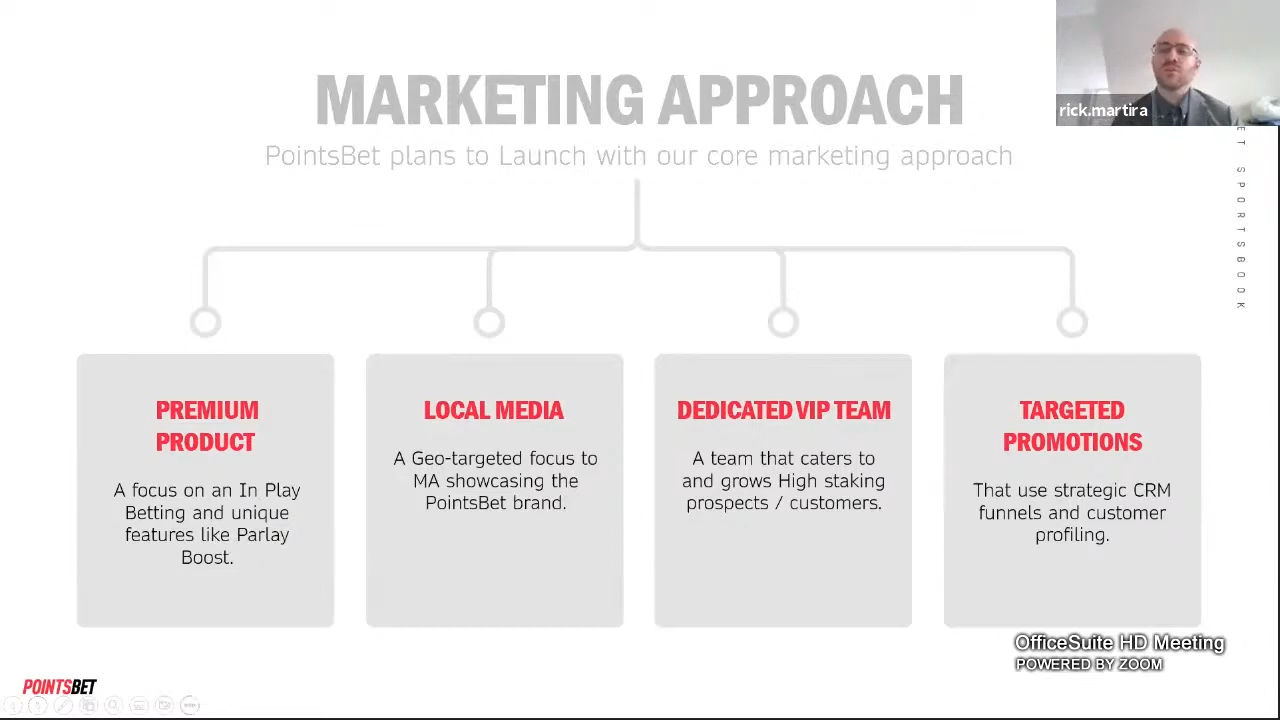 MARKETING APPROACH
PointsBet plans to Launch with our core marketing approach
rick.martira
ET SPORTSBOOK
PREMIUM
PRODUCT
A focus on an In Play
Betting and unique
features like Parlay
Boost.
LOCAL MEDIA
A Geo-targeted focus to
MA showcasing the
PointsBet brand.
DEDICATED VIP TEAM
A team that caters to
and grows High staking
prospects / customers.
TARGETED
PROMOTIONS
That use strategic CRM
funnels and customer
profiling.
OfficeSuite HD Meeting
POWERED BY ZOOM
POINTSBET